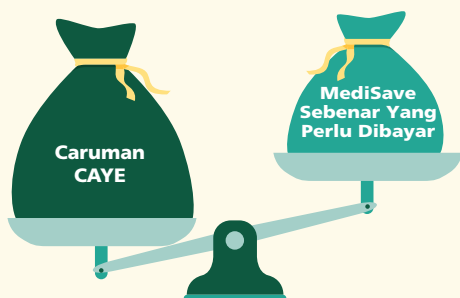 Caruman
CAYE
MediSave
Sebenar Yang
Perlu Dibayar